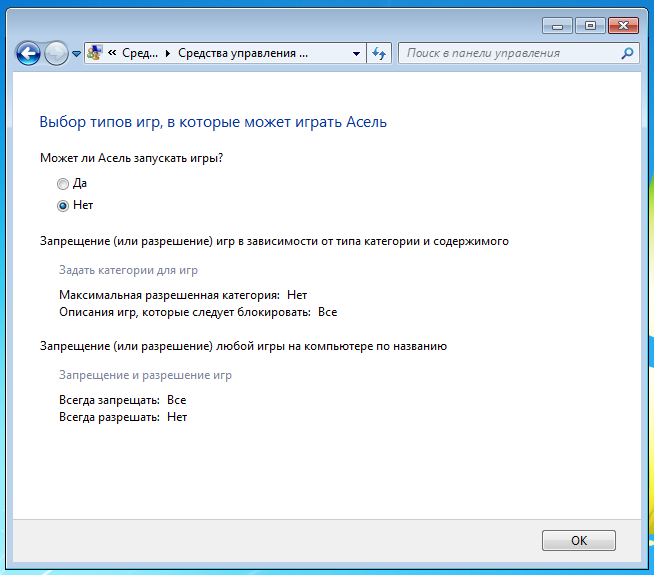 « Сред... Средства управления ...
Поиск в панели управления
Выбор типов игр, в которые может играть Асель
Может ли Асель запускать игры?
Да
Нет
Запрещение (или разрешение) игр в зависимости от типа категории и содержимого
Задать категории для игр
Максимальная разрешенная категория: Нет
Описания игр, которые следует блокировать: Все
Запрещение (или разрешение) любой игры на компьютере по названию
Запрещение и разрешение игр
Всегда запрещать: Все
Всегда разрешать: Нет
ОК